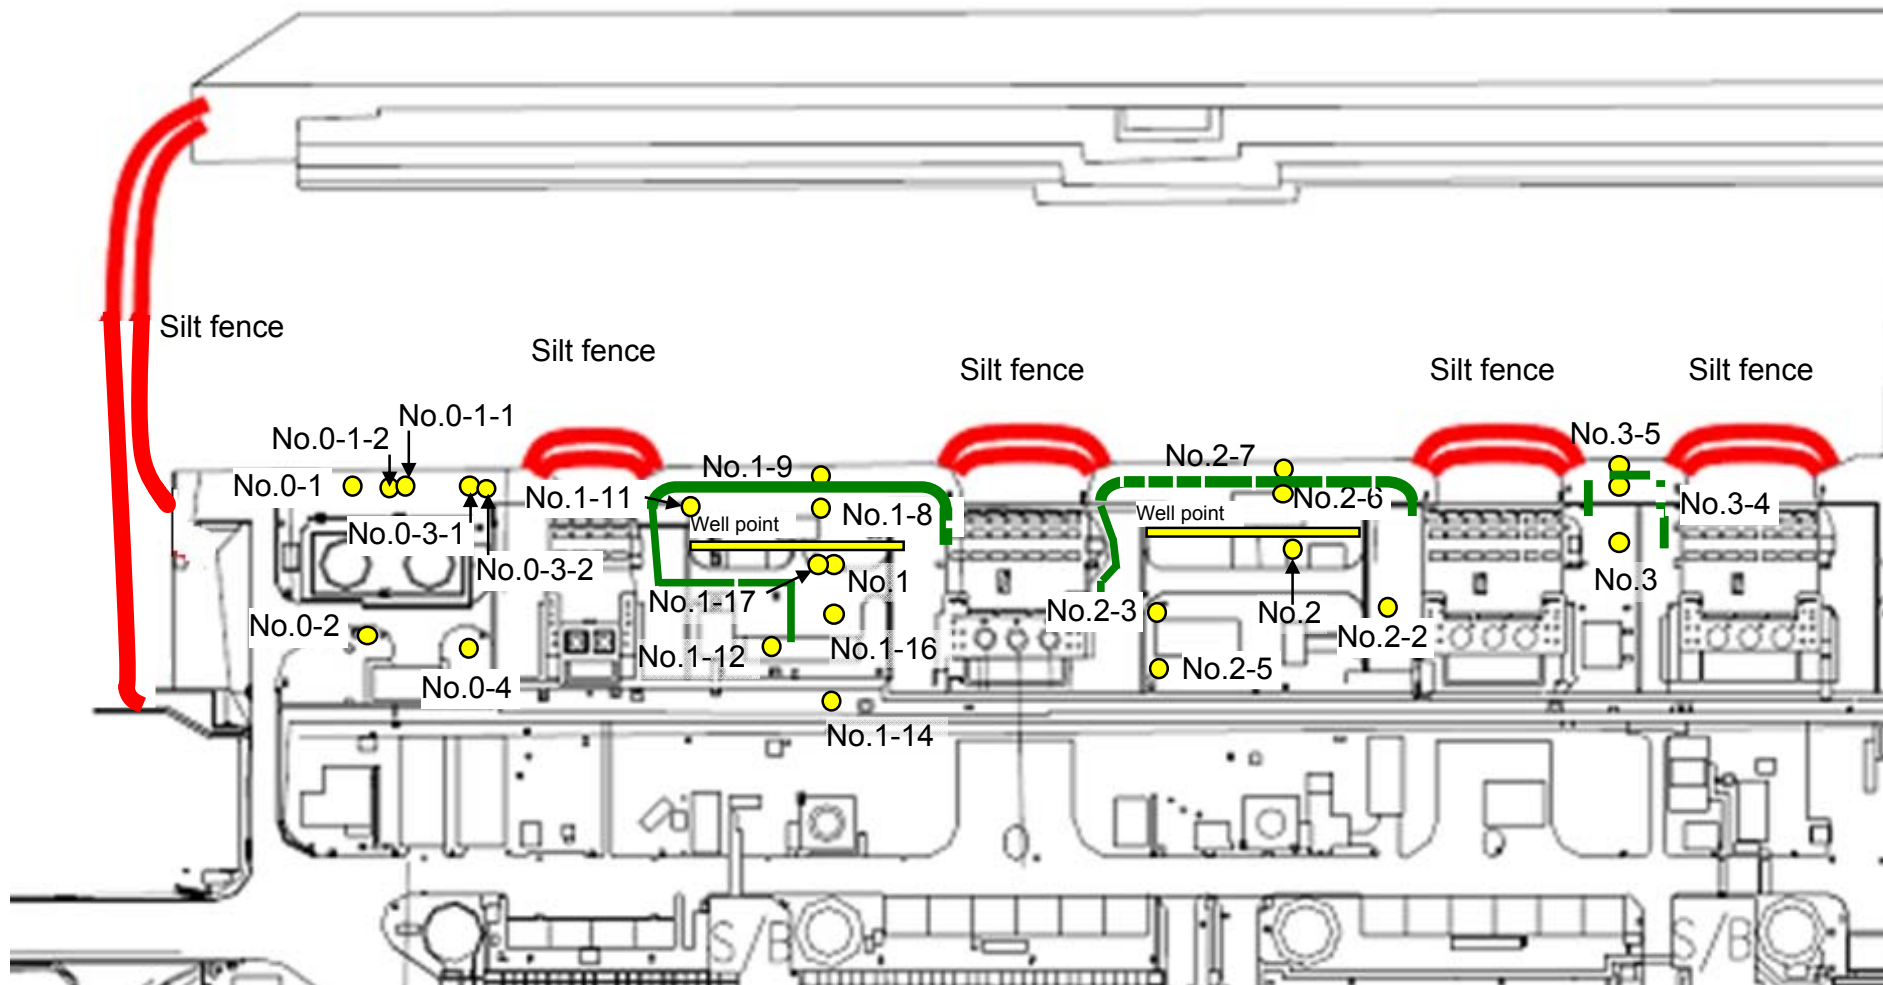 Silt fence
Silt fence
Silt fence
Silt fence
Silt fence
No.0-1-1
No.0-1-2
No.3-5
No.2-7
No.1-9
No.0-1
No.1-11
No.2-6
No.3-4
No.1-8
Well point
Well point
No.0-3-1
No.0-3-2
No.1
No.3
No.1-17
No.2-3
No.2
No.0-2
No.2-2
No.1-16
No.1-12
No.2-5
No.0-4
No.1-14
S/B
S/B